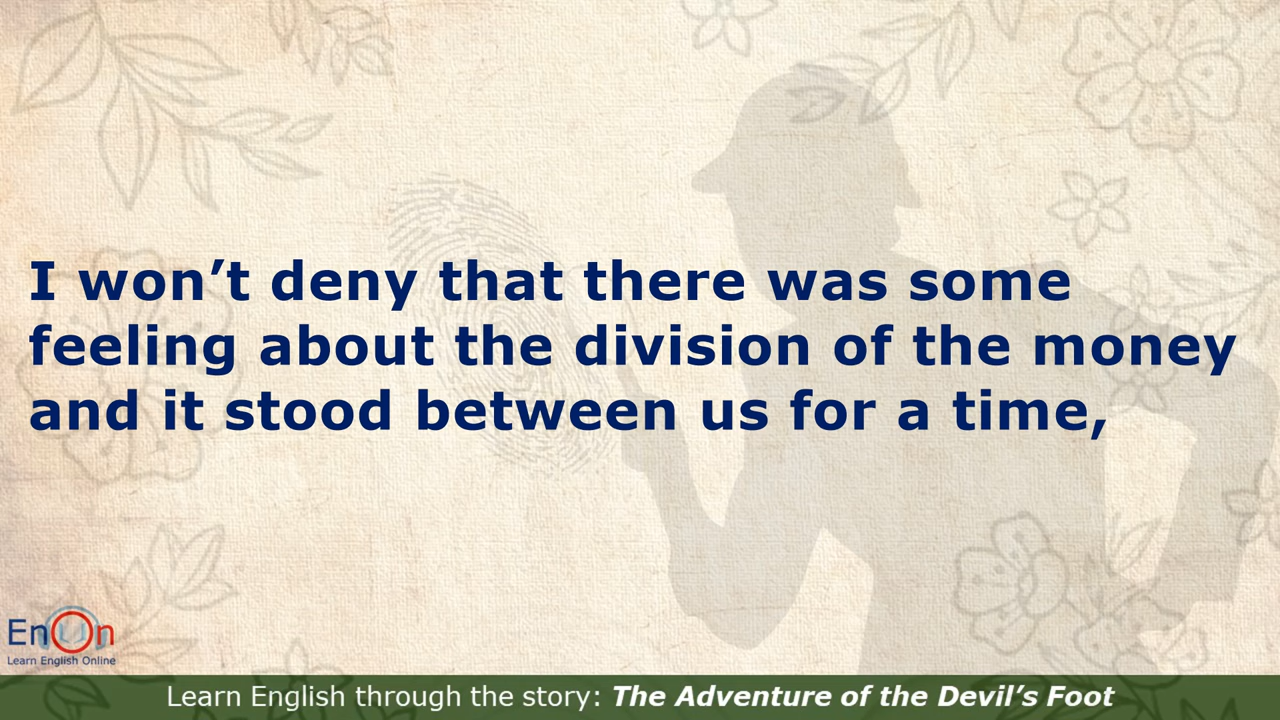 I won’t deny that there was some
feeling about the division of the money
and it stood between us for a time,
EnOn
Learn English Online
Learn English through the story: The Adventure of the Devil’s Foot